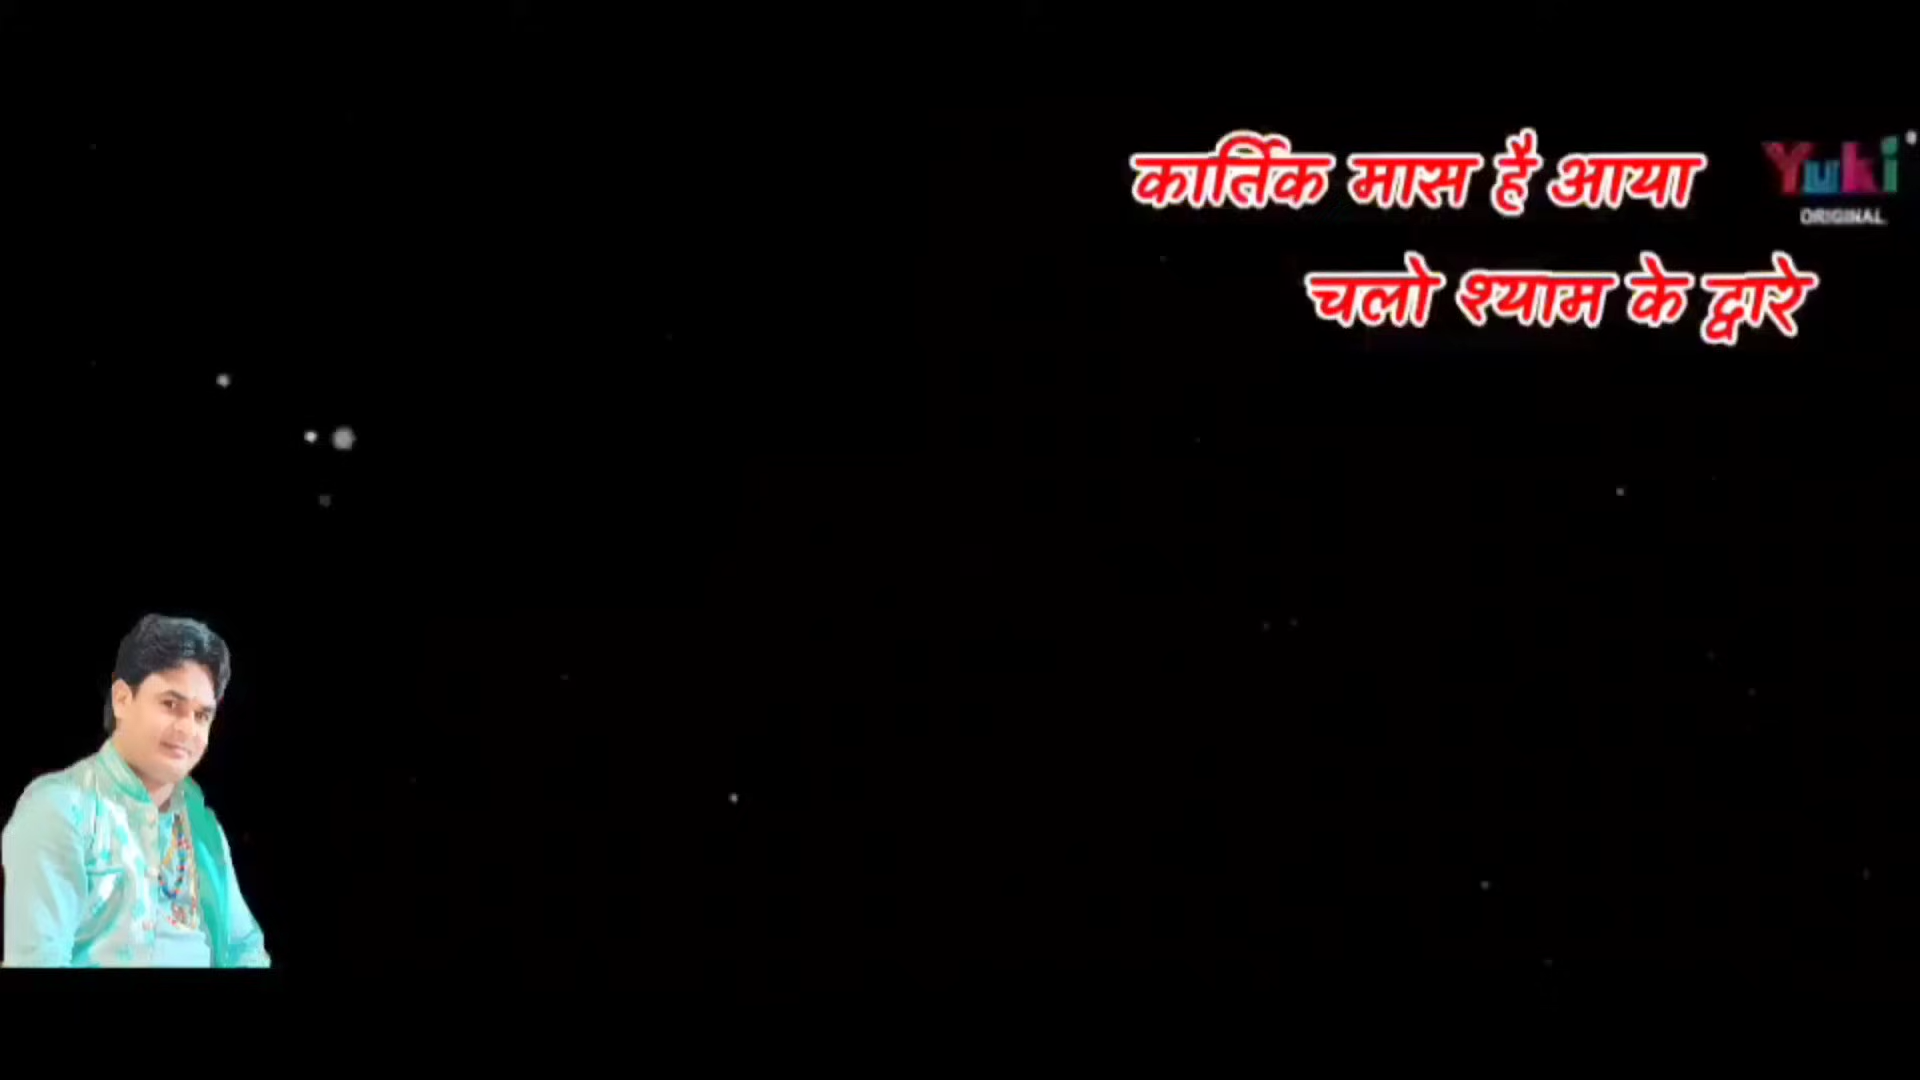 कार्तिक मास है आया
Yuki
ORIGINAL
चलो श्याम के द्वारे